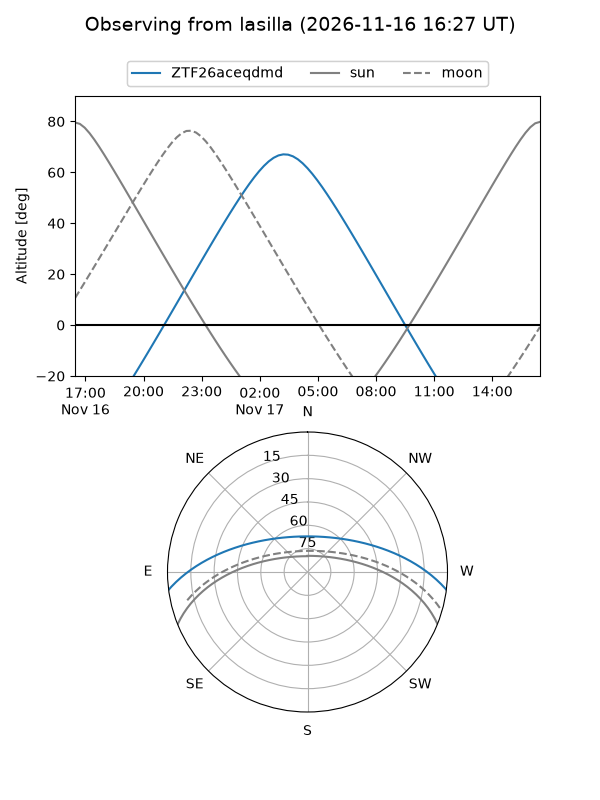 Observing from lasilla (2026-11-16 16:27 UT)
ZTF26aceqdmd sun moon
Altitude [deg]
80
60
40
20
0
−20
17:00 20:00 23:00 02:00 05:00 08:00 11:00 14:00
Nov 16 Nov 17
N
NE NW
15
30
45
60
75
E W
SE SW
S